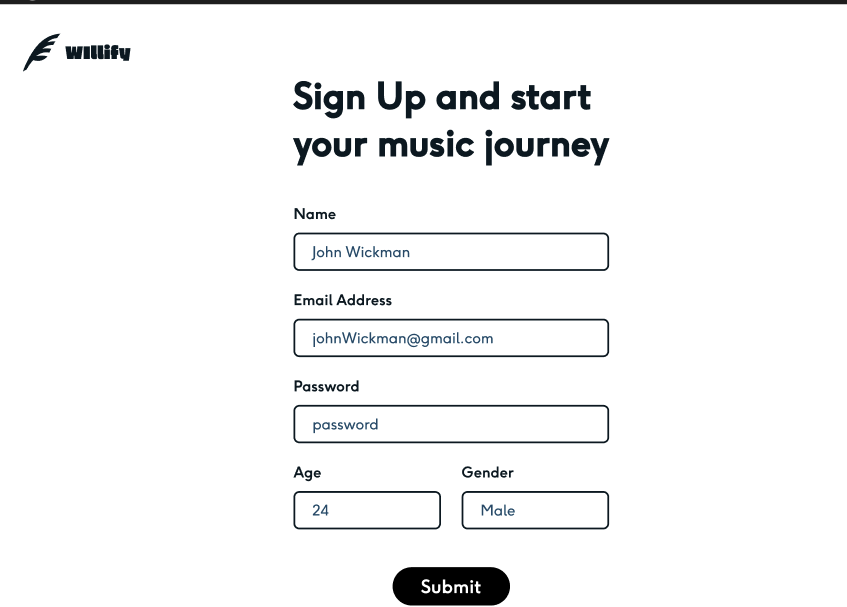 Willify
Sign Up and start
your music journey
Name
John Wickman
Email Address
johnWickman@gmail.com
Password
password
Age Gender
24 Male
Submit